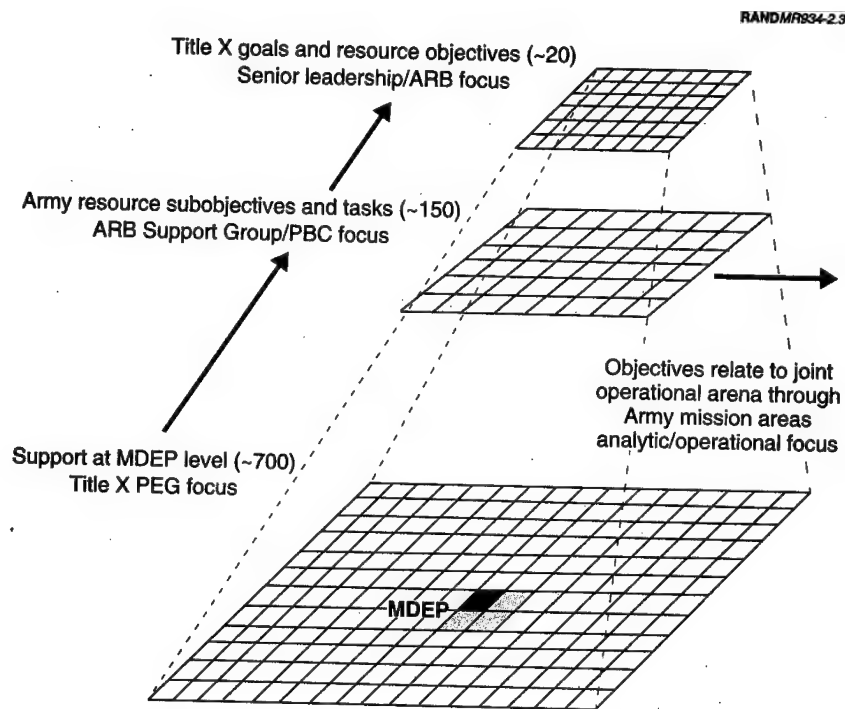 RANDMR934-2.3
Title X goals and resource objectives (~20)
Senior leadership/ARB focus
Army resource subobjectives and tasks (~150)
ARB Support Group/PBC focus
Objectives relate to joint
operational arena through
Army mission areas
analytic/operational focus
Support at MDEP level (~700)
Title X PEG focus
MDEP